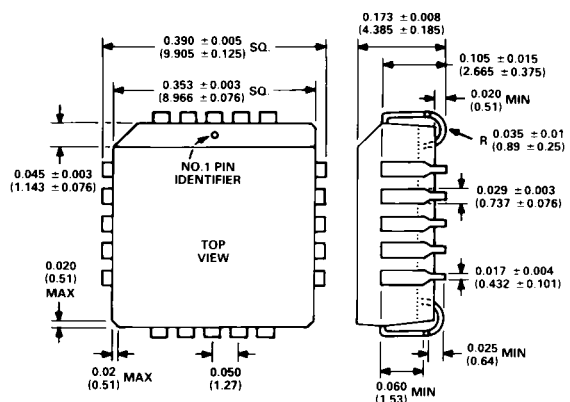 0.390 ± 0.005
(9.905 ± 0.125) SQ.
0.353 ± 0.003
(8.966 ± 0.076) SQ.
0.173 ± 0.008
(4.385 ± 0.185)
0.105 ± 0.015
(2.665 ± 0.375)
0.020
(0.51) MIN
R 0.035 ± 0.01
(0.89 ± 0.25)
0.045 ± 0.003
(1.143 ± 0.076)
NO.1 PIN
IDENTIFIER
0.029 ± 0.003
(0.737 ± 0.076)
TOP
VIEW
0.020
(0.51)
MAX
0.017 ± 0.004
(0.432 ± 0.101)
0.02
(0.51) MAX
0.050
(1.27)
0.025
(0.64) MIN
0.060
(1.53) MIN